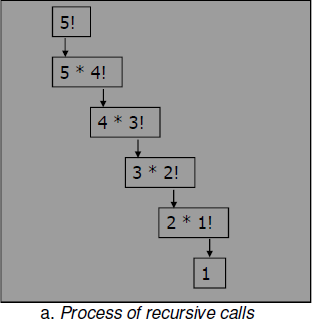 5!
5 * 4!
4 * 3!
3 * 2!
2 * 1!
1
a. Process of recursive calls